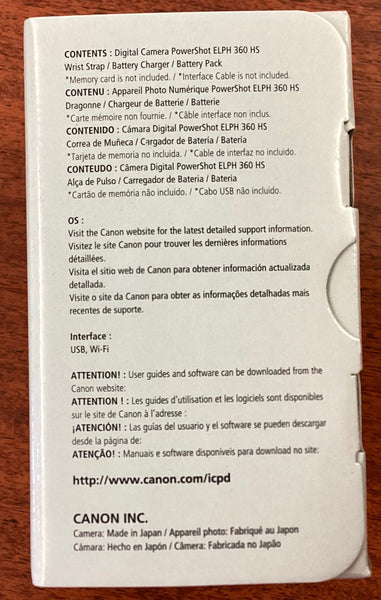 CONTENTS : Digital Camera PowerShot ELPH 360 HS
Wrist Strap / Battery Charger / Battery Pack
*Memory card is not included. / *Interface Cable is not included.
CONTENU : Appareil Photo Numérique PowerShot ELPH 360 HS
Dragonne / Chargeur de Batterie / Batterie
*Carte mémoire non fournie. / *Câble interface non inclus.
CONTENIDO : Cámara Digital PowerShot ELPH 360 HS
Correa de Muñeca / Cargador de Batería / Batería
*Tarjeta de memoria no incluida. / *Cable de interfaz no incluido.
CONTEUDO : Câmera Digital PowerShot ELPH 360 HS
Alça de Pulso / Carregador de Bateria / Bateria
*Cartão de memória não incluido. / *Cabo USB não incluido.
OS :
Visit the Canon website for the latest detailed support information.
Visitez le site Canon pour trouver les dernières informations
détaillées.
Visita el sitio web de Canon para obtener información actualizada
detallada.
Visite o site da Canon para obter as informações detalhadas mais
recentes de suporte.
Interface :
USB, Wi-Fi
ATTENTION! : User guides and software can be downloaded from the
Canon website:
ATTENTION ! : Les guides d'utilisation et les logiciels sont disponibles
sur le site de Canon à l'adresse :
¡ATENCIÓN! : Las guías del usuario y el software se pueden descargar
desde la página de:
ATENÇÃO! : Manuais e software disponiveis para download no site:
http://www.canon.com/icpd
CANON INC.
Camera: Made in Japan / Appareil photo: Fabriqué au Japon
Cámara: Hecho en Japón / Câmera: Fabricada no Japão